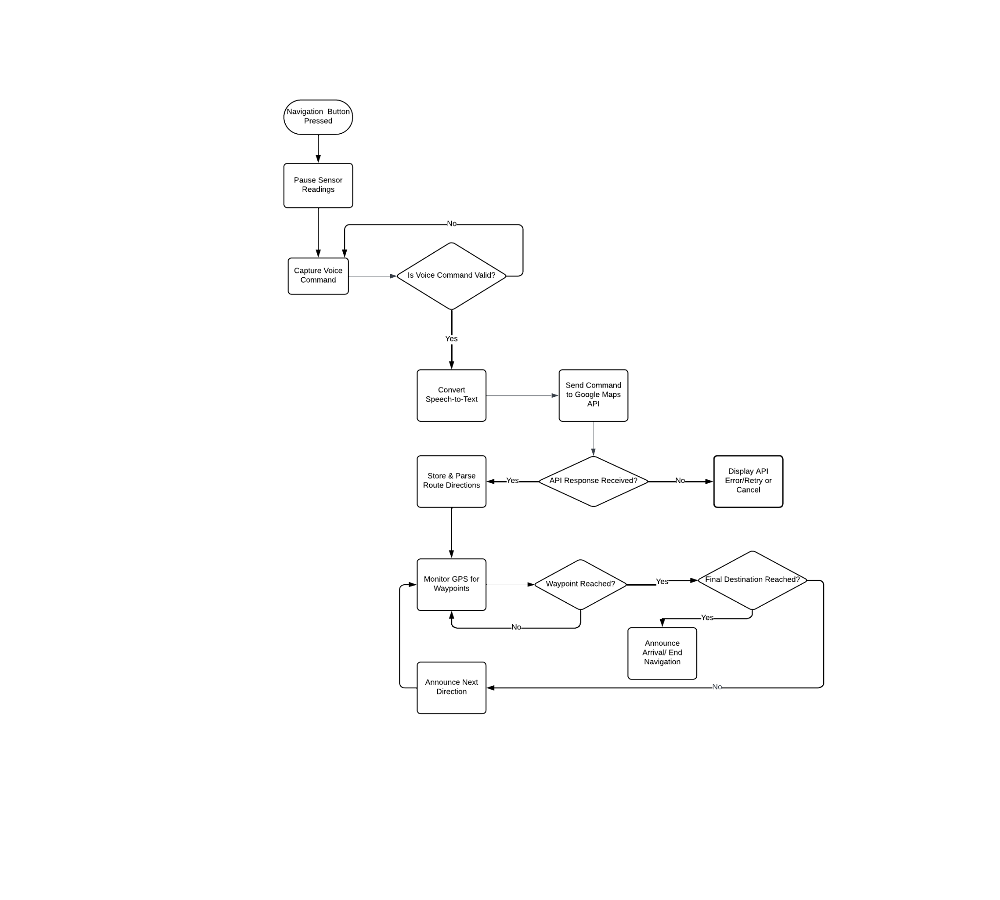 Navigation  Button
Pressed
Pause Sensor
Readings
No
Capture Voice
Command
Is Voice Command Valid?
Yes
Convert
Speech-to-Text
Send Command
to Google Maps
API
Store & Parse
Route Directions
Yes
API Response Received?
No
Display API
Error/Retry or
Cancel
Monitor GPS for
Waypoints
Waypoint Reached?
Yes
Final Destination Reached?
No
Yes
Announce
Arrival/ End
Navigation
Announce Next
Direction
No